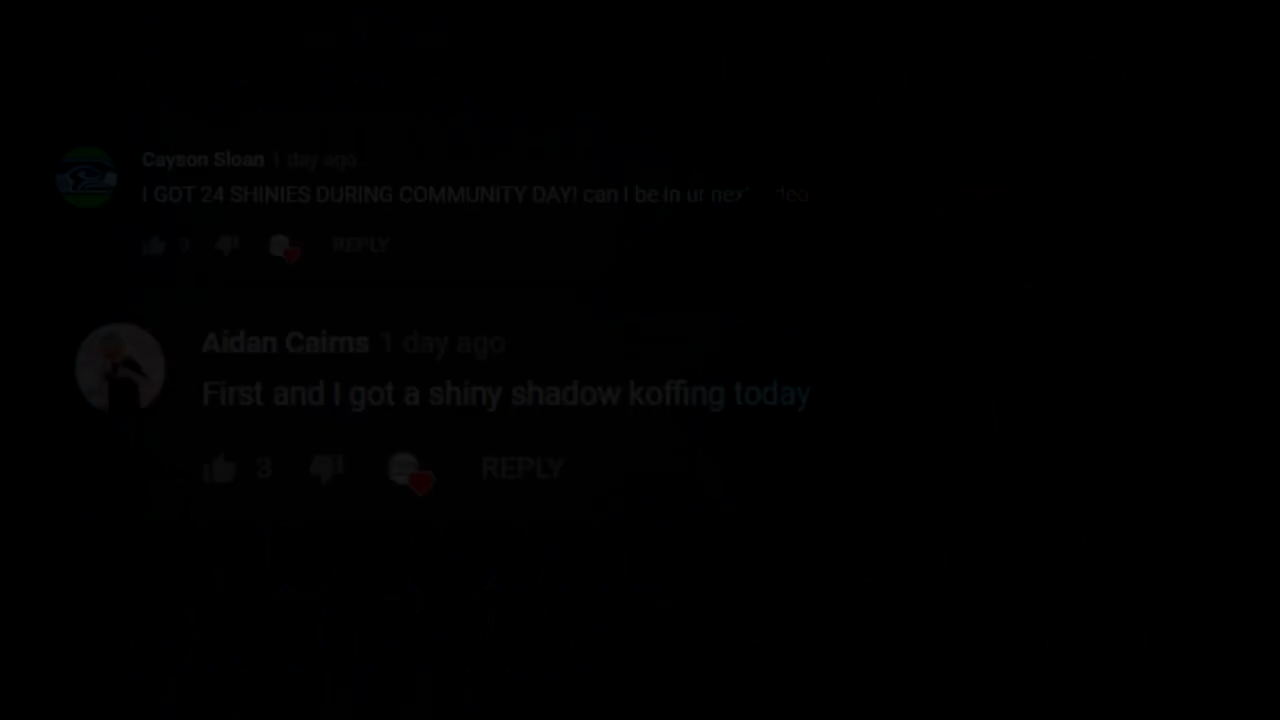 Cayson Sloan 1 day ago
I GOT 24 SHINIES DURING COMMUNITY DAY! can I be in ur
0 REPLY
Aidan Cairns 1 day ago
First and I got a shiny shadow koffing today
3 REPLY